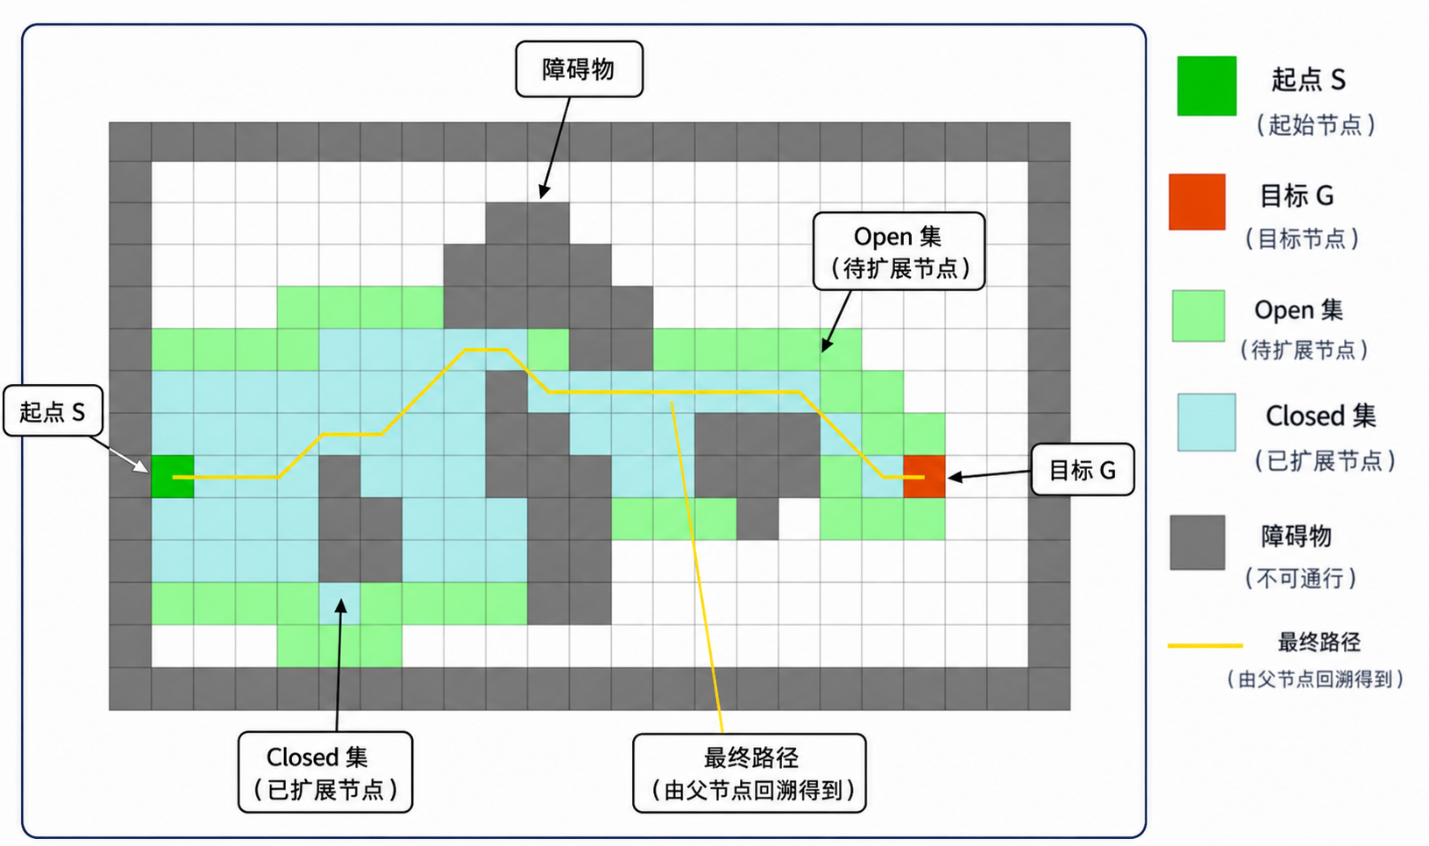 障碍物
Open 集
（待扩展节点）
起点 S
目标 G
Closed 集
（已扩展节点）
最终路径
（由父节点回溯得到）
起点 S
（起始节点）
目标 G
（目标节点）
Open 集
（待扩展节点）
Closed 集
（已扩展节点）
障碍物
（不可通行）
最终路径
（由父节点回溯得到）